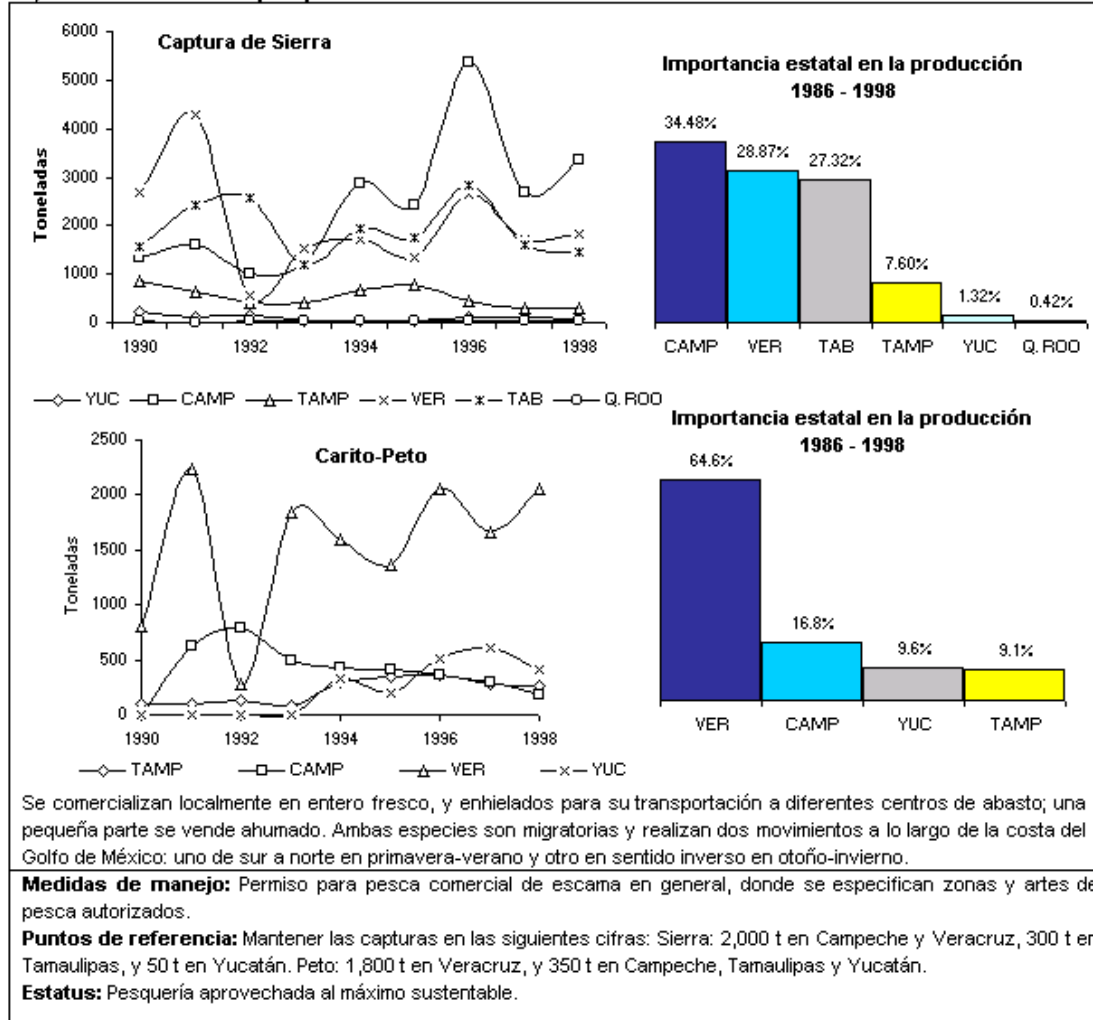 Captura de Sierra
Toneladas
6000
5000
4000
3000
2000
1000
0
1990 1992 1994 1996 1998
YUC CAMP TAMP VER TAB Q. ROO
Importancia estatal en la producción
1986 - 1998
34.48%
28.87%
27.32%
7.60%
1.32%
0.42%
CAMP VER TAB TAMP YUC Q. ROO
Carito-Peto
Toneladas
2500
2000
1500
1000
500
0
1990 1992 1994 1996 1998
TAMP CAMP VER YUC
Importancia estatal en la producción
1986 - 1998
64.6%
16.8%
9.6%
9.1%
VER CAMP YUC TAMP
Se comercializan localmente en entero fresco, y enhielados para su transportación a diferentes centros de abasto; una
pequeña parte se vende ahumado. Ambas especies son migratorias y realizan dos movimientos a lo largo de la costa del
Golfo de México: uno de sur a norte en primavera-verano y otro en sentido inverso en otoño-invierno.
Medidas de manejo: Permiso para pesca comercial de escama en general, donde se especifican zonas y artes de
pesca autorizados.
Puntos de referencia: Mantener las capturas en las siguientes cifras: Sierra: 2,000 t en Campeche y Veracruz, 300 t en
Tamaulipas, y 50 t en Yucatán. Peto: 1,800 t en Veracruz, y 350 t en Campeche, Tamaulipas y Yucatán.
Estatus: Pesquería aprovechada al máximo sustentable.